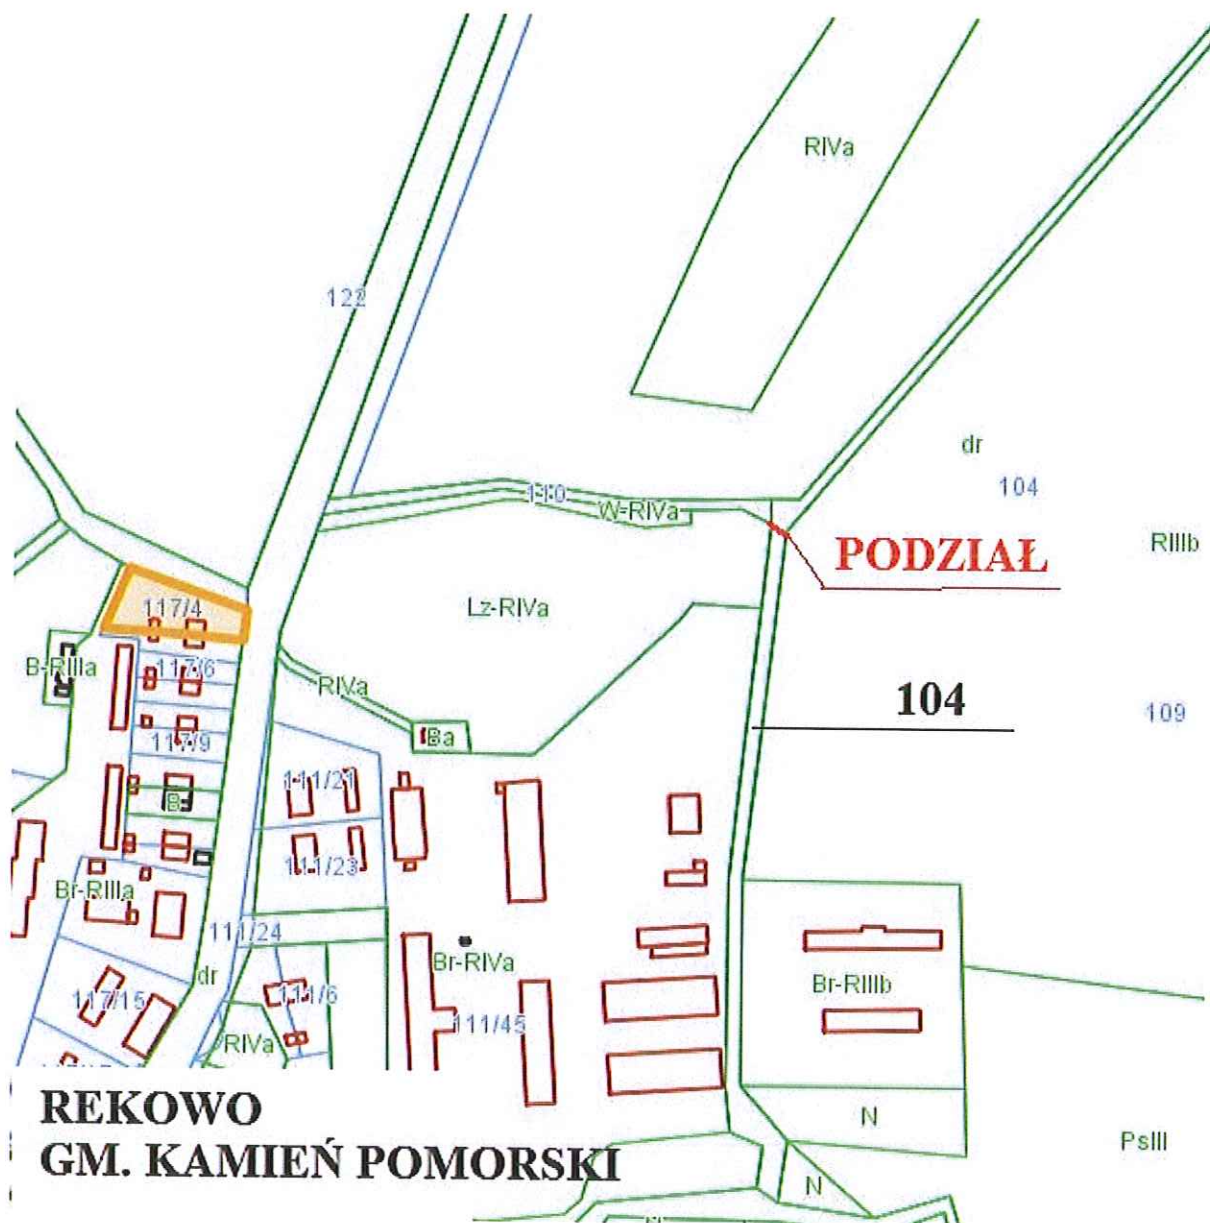 RIVa
122
dr
110
104
W-RIVa
PODZIAŁ
RIIIb
117/4
Lz-RIVa
B-RIIIa
117/6
RIVa
104
109
117/9
Ba
111/21
B
111/23
Br-RIIIa
111/24
Br-RIVa
dr
Br-RIIIb
117/15
111/6
111/45
RIVa
REKOWO
N
GM. KAMIEŃ POMORSKI
PsIII
N